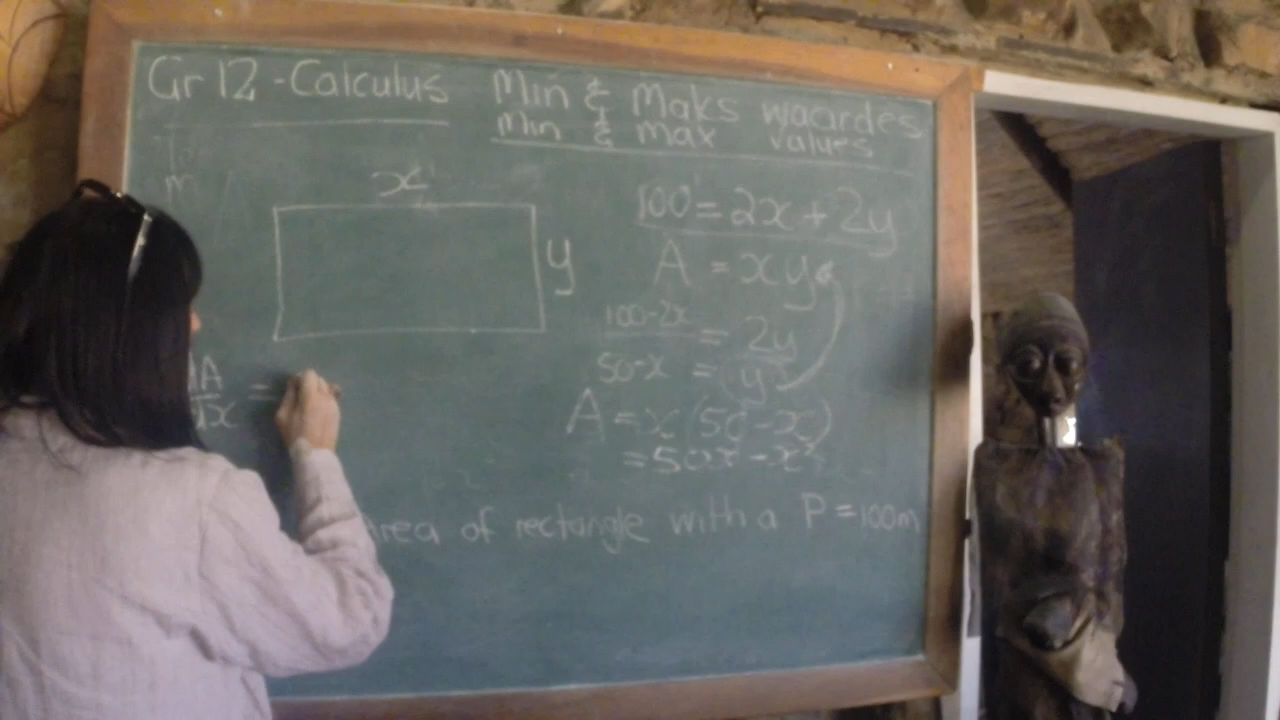 Gr 12 - Calculus
Min & Maks waardes
Min & max values
x
y
100 = 2x + 2y
A = xy
100-2x = 2y
50-x = y
A = x(50-x)
= 50x - x²
dA/dx =
Area of rectangle with a P = 100m